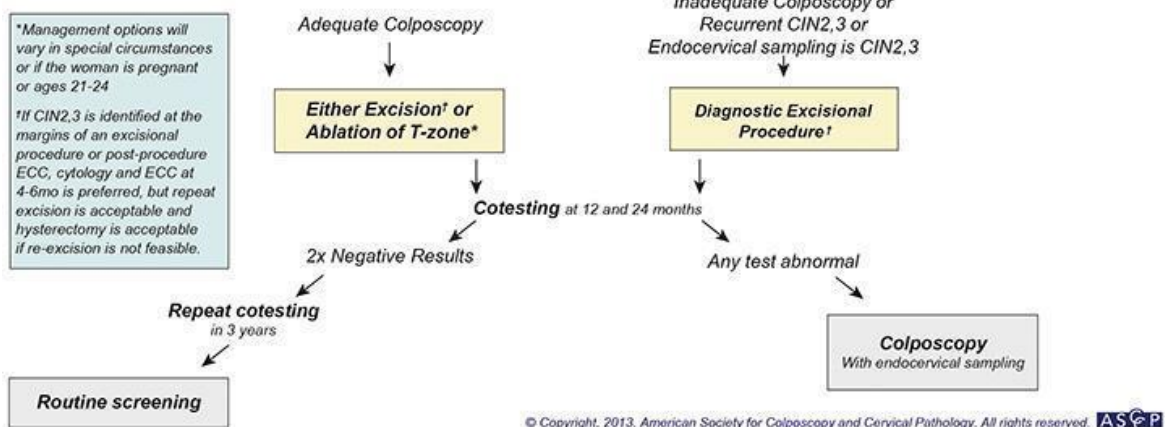 *Management options will
vary in special circumstances
or if the woman is pregnant
or ages 21-24
†If CIN2,3 is identified at the
margins of an excisional
procedure or post-procedure
ECC, cytology and ECC at
4-6mo is preferred, but repeat
excision is acceptable and
hysterectomy is acceptable
if re-excision is not feasible.
Adequate Colposcopy
Inadequate Colposcopy or
Recurrent CIN2,3 or
Endocervical sampling is CIN2,3
Either Excision† or
Ablation of T-zone*
Diagnostic Excisional
Procedure†
Cotesting at 12 and 24 months
2x Negative Results
Any test abnormal
Repeat cotesting
in 3 years
Colposcopy
With endocervical sampling
Routine screening
© Copyright, 2013, American Society for Colposcopy and Cervical Pathology. All rights reserved. ASCCP